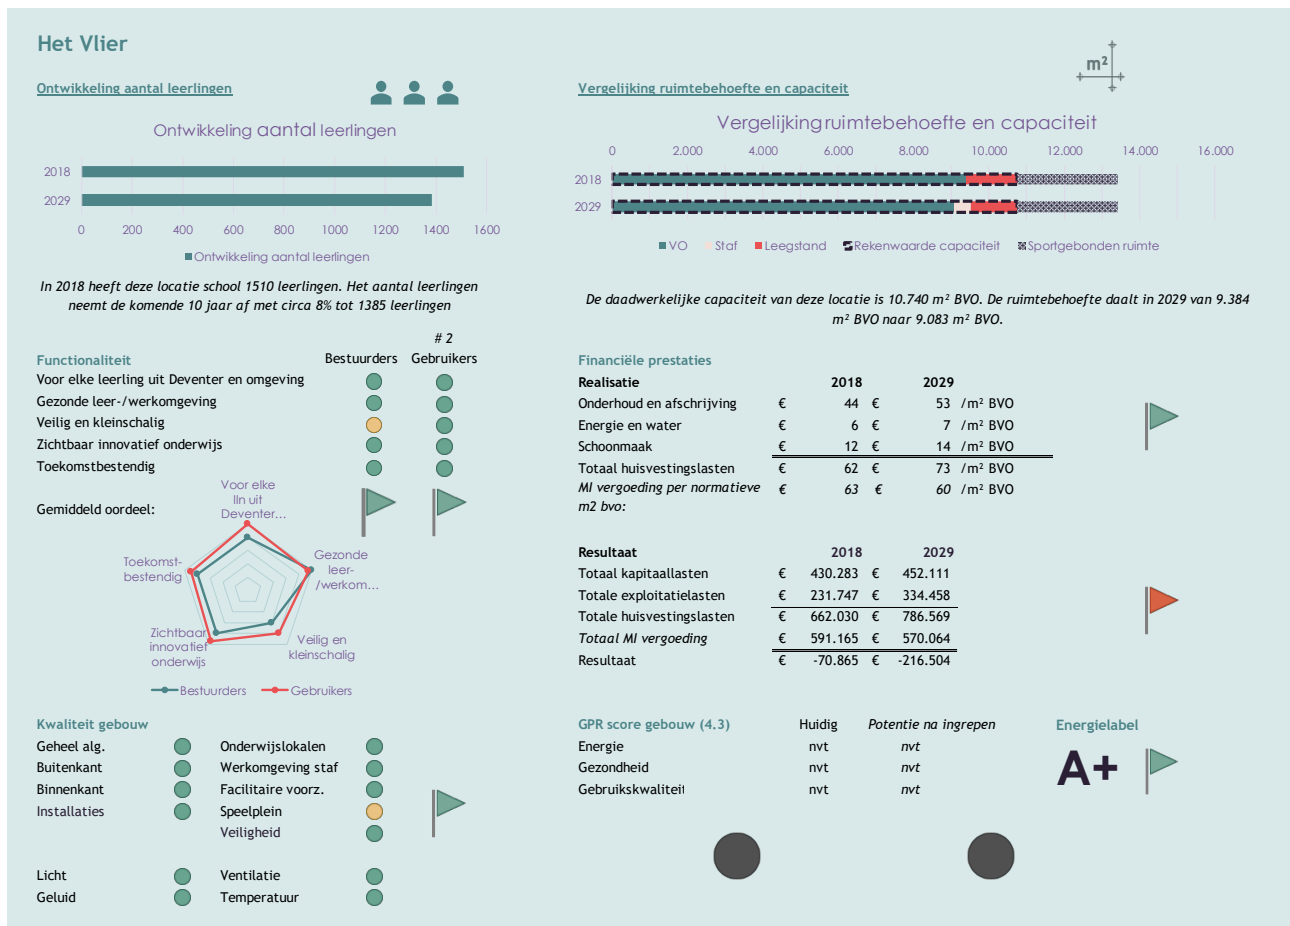 Het Vlier
Ontwikkeling aantal leerlingen
Ontwikkeling aantal leerlingen
2018
2029
0 200 400 600 800 1000 1200 1400 1600
Ontwikkeling aantal leerlingen
In 2018 heeft deze locatie school 1510 leerlingen. Het aantal leerlingen
neemt de komende 10 jaar af met circa 8% tot 1385 leerlingen
m²
Vergelijking ruimtebehoefte en capaciteit
Vergelijking ruimtebehoefte en capaciteit
0 2.000 4.000 6.000 8.000 10.000 12.000 14.000 16.000
2018
2029
VO Staf Leegstand Rekenwaarde capaciteit Sportgebonden ruimte
De daadwerkelijke capaciteit van deze locatie is 10.740 m² BVO. De ruimtebehoefte daalt in 2029 van 9.384
m² BVO naar 9.083 m² BVO.
# 2
Functionaliteit Bestuurders Gebruikers
Voor elke leerling uit Deventer en omgeving
Gezonde leer-/werkomgeving
Veilig en kleinschalig
Zichtbaar innovatief onderwijs
Toekomstbestendig
Gemiddeld oordeel:
Voor elke
lln uit
Deventer...
Gezonde
leer-
/werkom...
Veilig en
kleinschalig
Zichtbaar
innovatief
onderwijs
Toekomst-
bestendig
Bestuurders Gebruikers
Financiële prestaties
Realisatie 2018 2029
Onderhoud en afschrijving € 44 € 53 /m² BVO
Energie en water € 6 € 7 /m² BVO
Schoonmaak € 12 € 14 /m² BVO
Totaal huisvestingslasten € 62 € 73 /m² BVO
MI vergoeding per normatieve € 63 € 60 /m² BVO
m2 bvo:
Resultaat 2018 2029
Totaal kapitaallasten € 430.283 € 452.111
Totale exploitatielasten € 231.747 € 334.458
Totale huisvestingslasten € 662.030 € 786.569
Totaal MI vergoeding € 591.165 € 570.064
Resultaat € -70.865 € -216.504
Kwaliteit gebouw
Geheel alg. Onderwijslokalen
Buitenkant Werkomgeving staf
Binnenkant Facilitaire voorz.
Installaties Speelplein
Veiligheid
Licht Ventilatie
Geluid Temperatuur
GPR score gebouw (4.3) Huidig Potentie na ingrepen
Energie nvt nvt
Gezondheid nvt nvt
Gebruikskwaliteit nvt nvt
Energielabel
A+